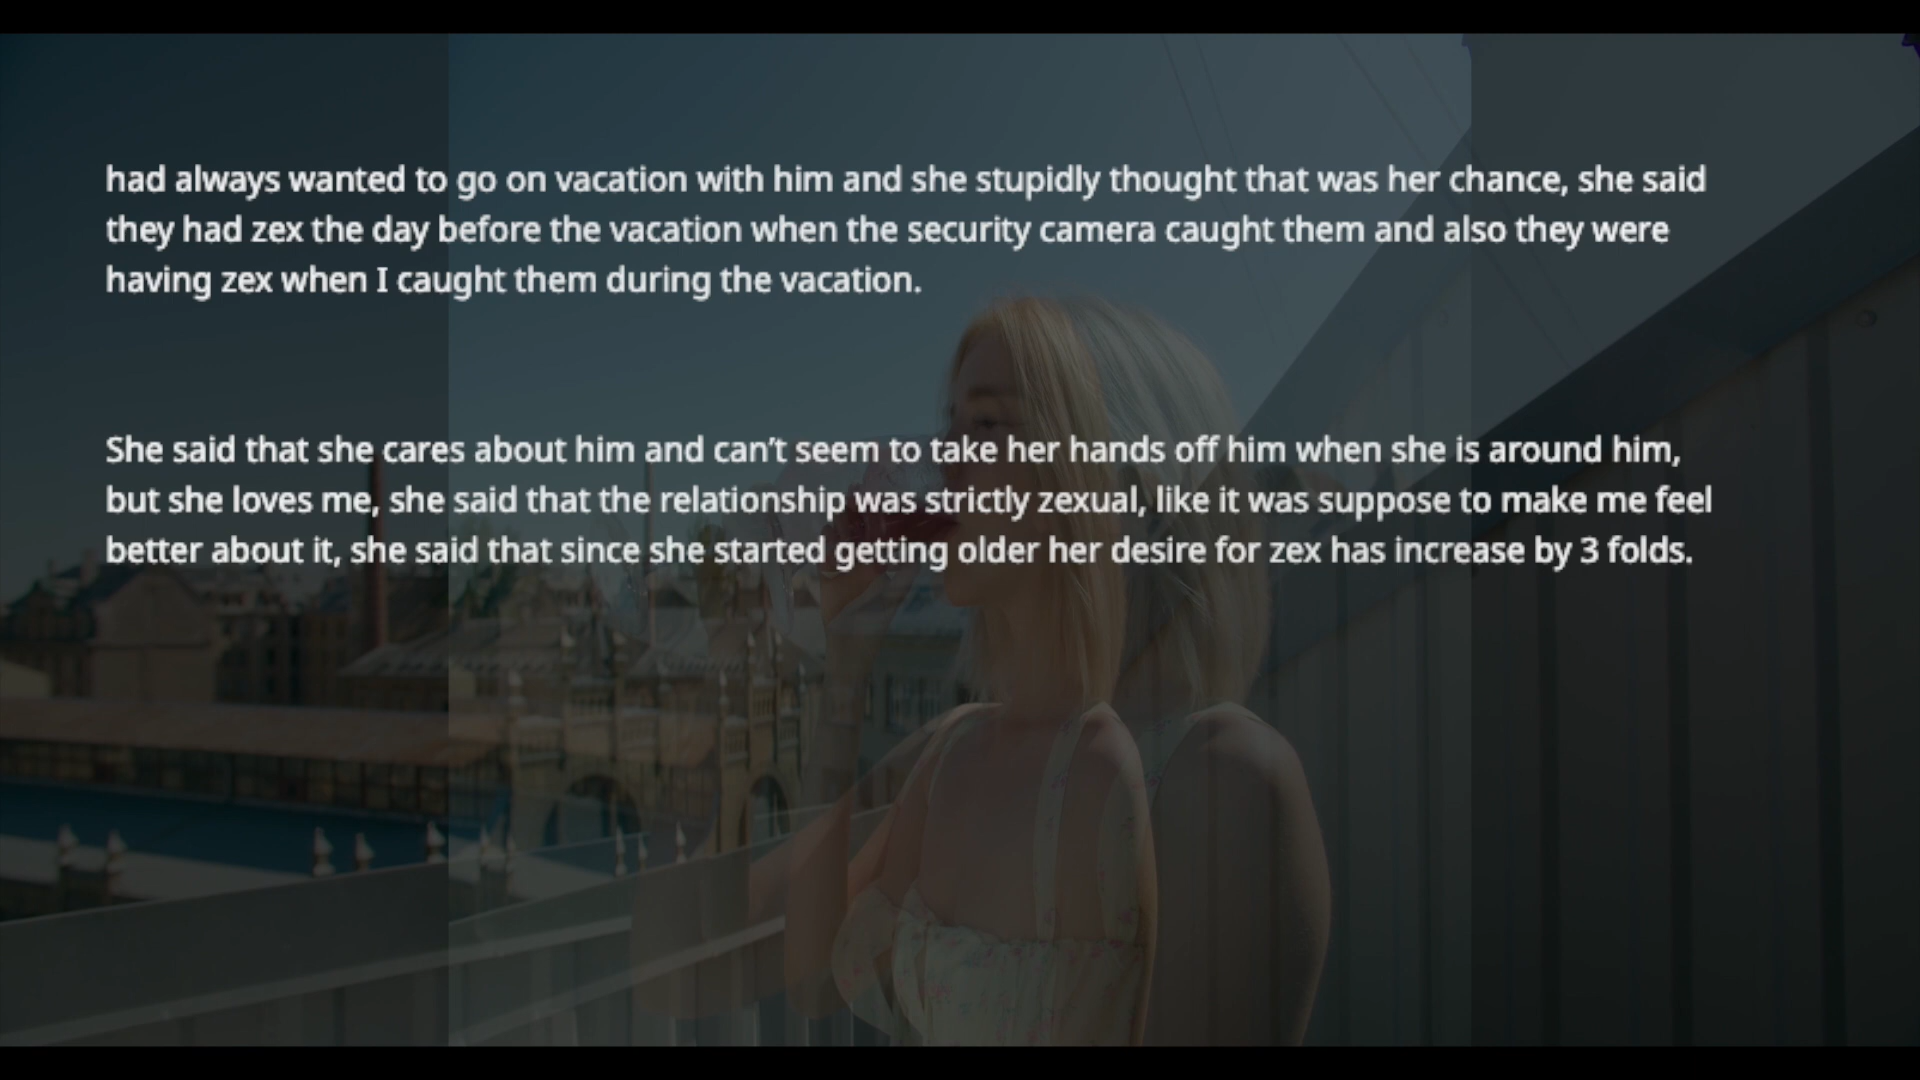 had always wanted to go on vacation with him and she stupidly thought that was her chance, she said
they had zex the day before the vacation when the security camera caught them and also they were
having zex when I caught them during the vacation.
She said that she cares about him and can’t seem to take her hands off him when she is around him,
but she loves me, she said that the relationship was strictly zexual, like it was suppose to make me feel
better about it, she said that since she started getting older her desire for zex has increase by 3 folds.